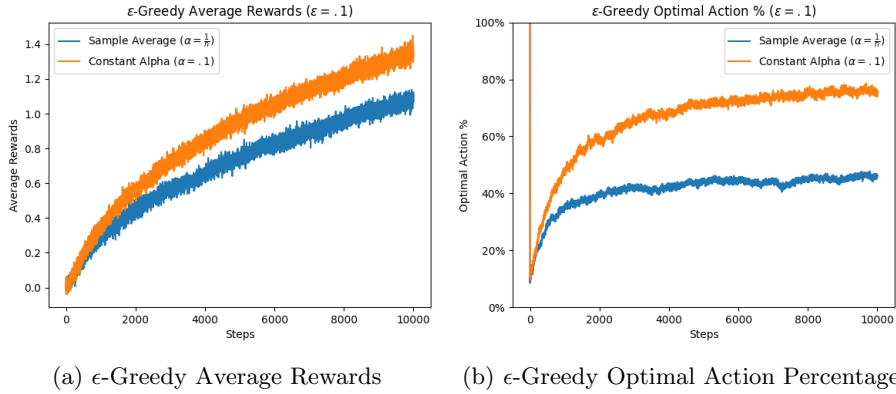 ε-Greedy Average Rewards (ε = .1)
Sample Average (α = 1/n)
Constant Alpha (α = .1)
1.4
1.2
1.0
0.8
0.6
0.4
0.2
0.0
Average Rewards
0 2000 4000 6000 8000 10000
Steps
(a) ϵ-Greedy Average Rewards
ε-Greedy Optimal Action % (ε = .1)
Sample Average (α = 1/n)
Constant Alpha (α = .1)
100%
80%
60%
40%
20%
0%
Optimal Action %
0 2000 4000 6000 8000 10000
Steps
(b) ϵ-Greedy Optimal Action Percentage